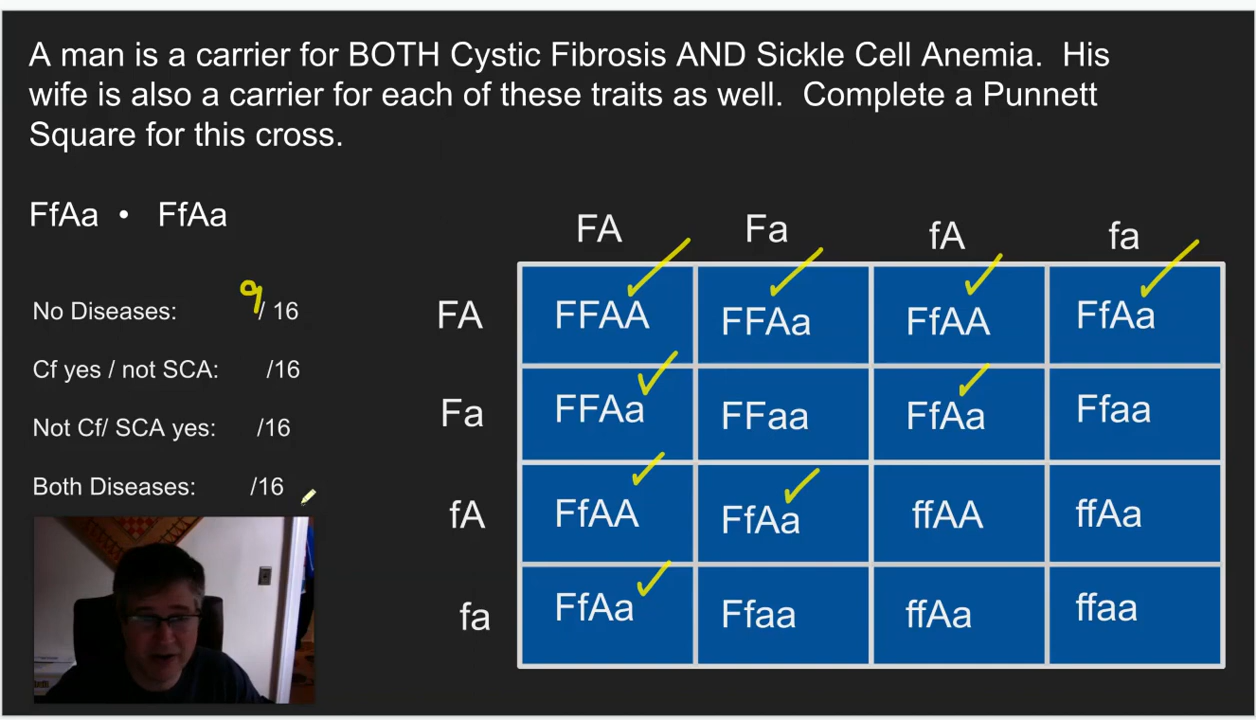 A man is a carrier for BOTH Cystic Fibrosis AND Sickle Cell Anemia. His
wife is also a carrier for each of these traits as well. Complete a Punnett
Square for this cross.
FfAa • FfAa
No Diseases: 9/ 16
Cf yes / not SCA: /16
Not Cf/ SCA yes: /16
Both Diseases: /16
FA Fa fA fa
FA FFAA FFAa FfAA FfAa
Fa FFAa FFaa FfAa Ffaa
fA FfAA FfAa ffAA ffAa
fa FfAa Ffaa ffAa ffaa